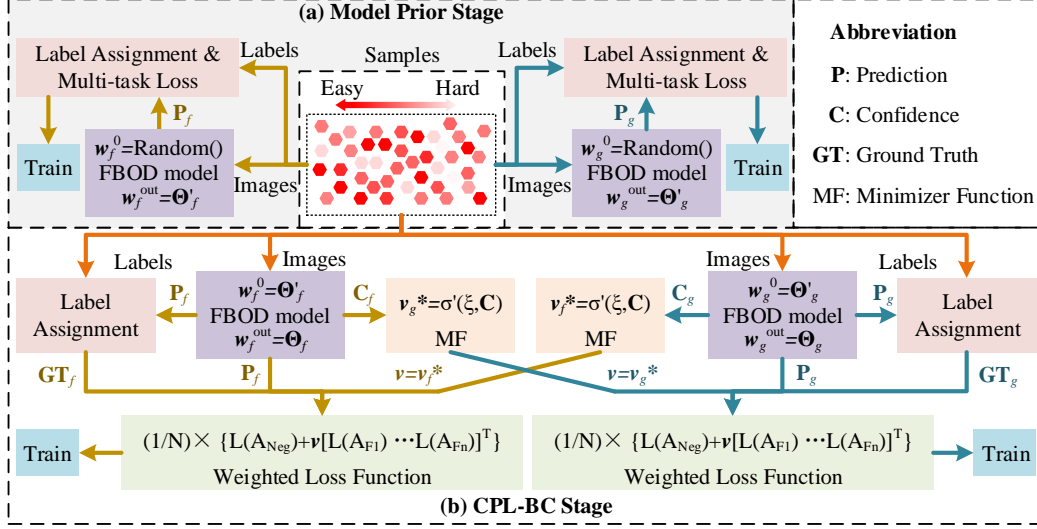 (a) Model Prior Stage
Label Assignment &
Multi-task Loss
Labels
Samples
Easy
Hard
Labels
Label Assignment &
Multi-task Loss
P_f
P_g
Train
w_f^0=Random()
FBOD model
w_f^out=Θ'_f
Images
Images
w_g^0=Random()
FBOD model
w_g^out=Θ'_g
Train
Abbreviation
P: Prediction
C: Confidence
GT: Ground Truth
MF: Minimizer Function
Labels
Images
Images
Labels
Label
Assignment
P_f
w_f^0=Θ'_f
FBOD model
w_f^out=Θ_f
C_f
v_g*=σ'(ξ,C)
MF
v_f*=σ'(ξ,C)
MF
C_g
w_g^0=Θ'_g
FBOD model
w_g^out=Θ_g
P_g
Label
Assignment
GT_f
P_f
v=v_f*
v=v_g*
P_g
GT_g
Train
(1/N)× {L(A_Neg)+v[L(A_F1) ···L(A_Fn)]^T}
Weighted Loss Function
(1/N)× {L(A_Neg)+v[L(A_F1) ···L(A_Fn)]^T}
Weighted Loss Function
Train
(b) CPL-BC Stage